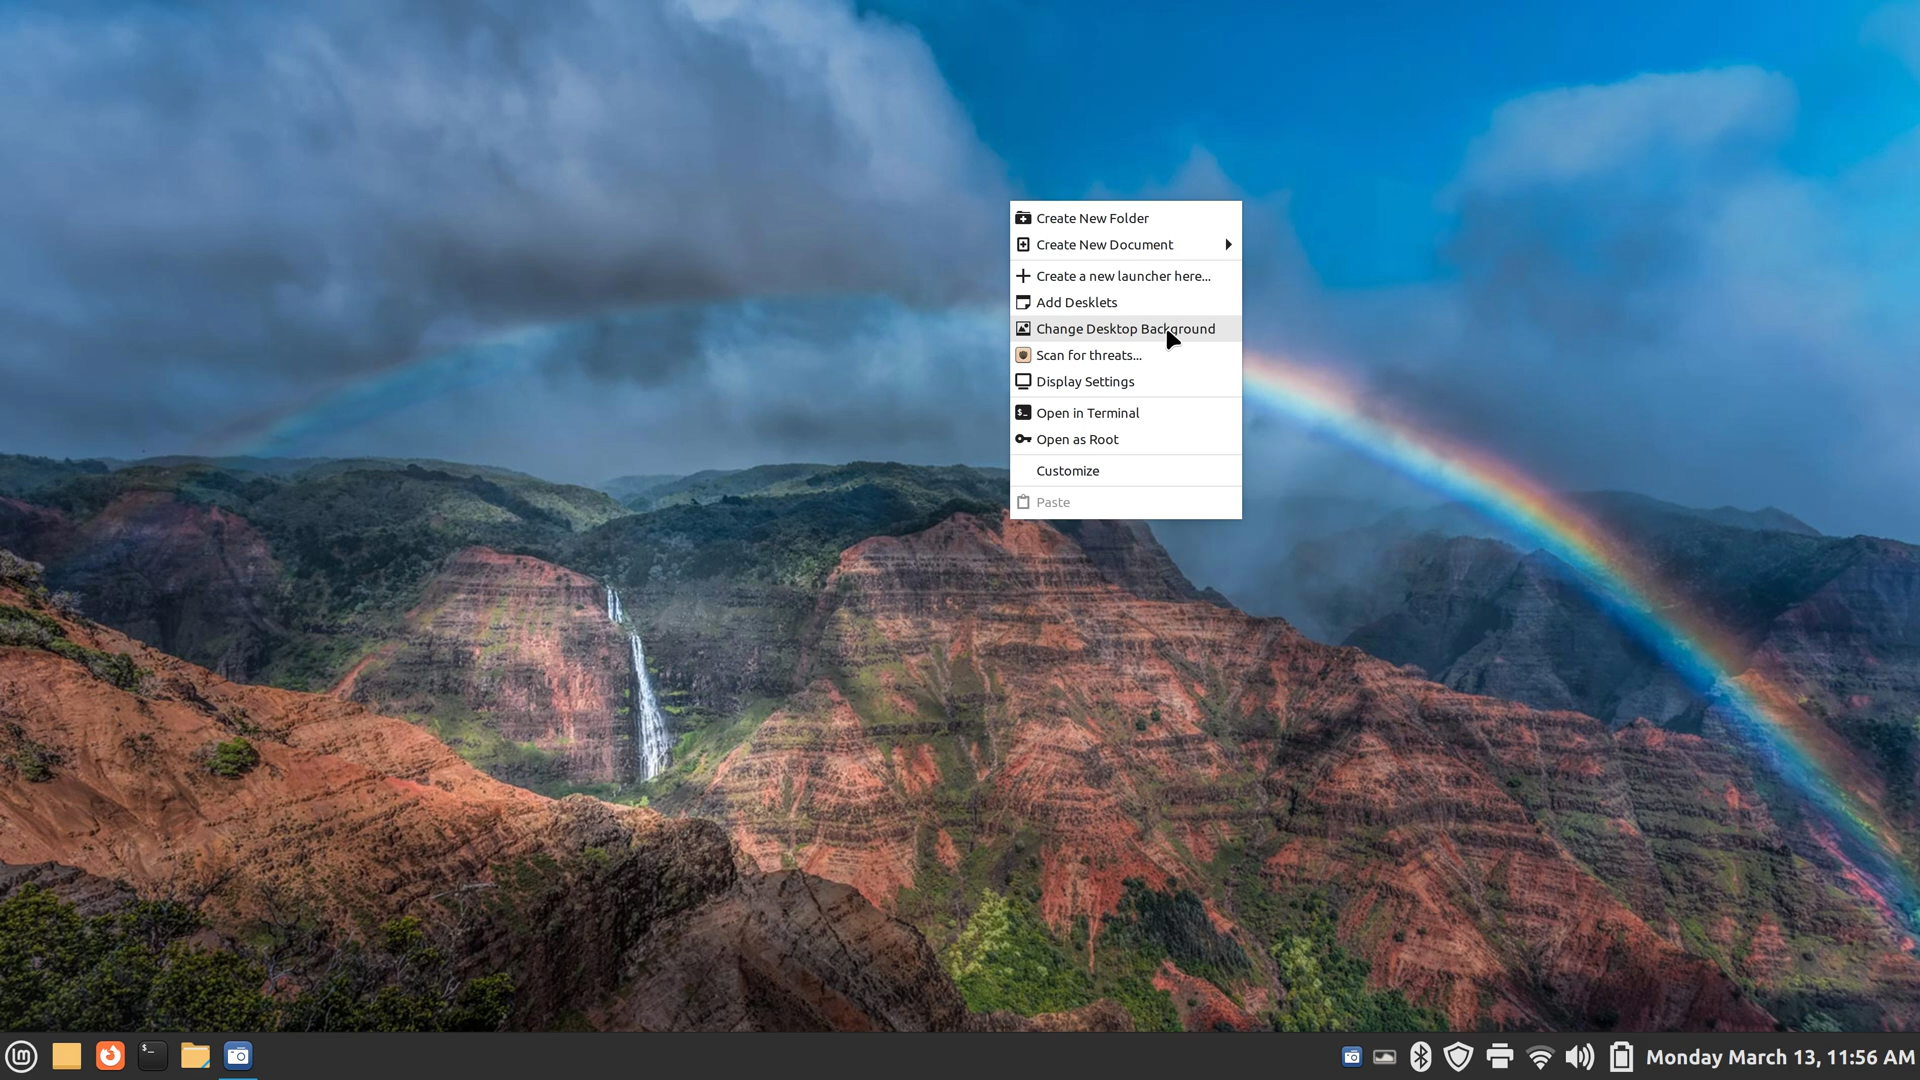 Create New Folder
Create New Document
Create a new launcher here...
Add Desklets
Change Desktop Background
Scan for threats...
Display Settings
Open in Terminal
Open as Root
Customize
Paste
Monday March 13, 11:56 AM